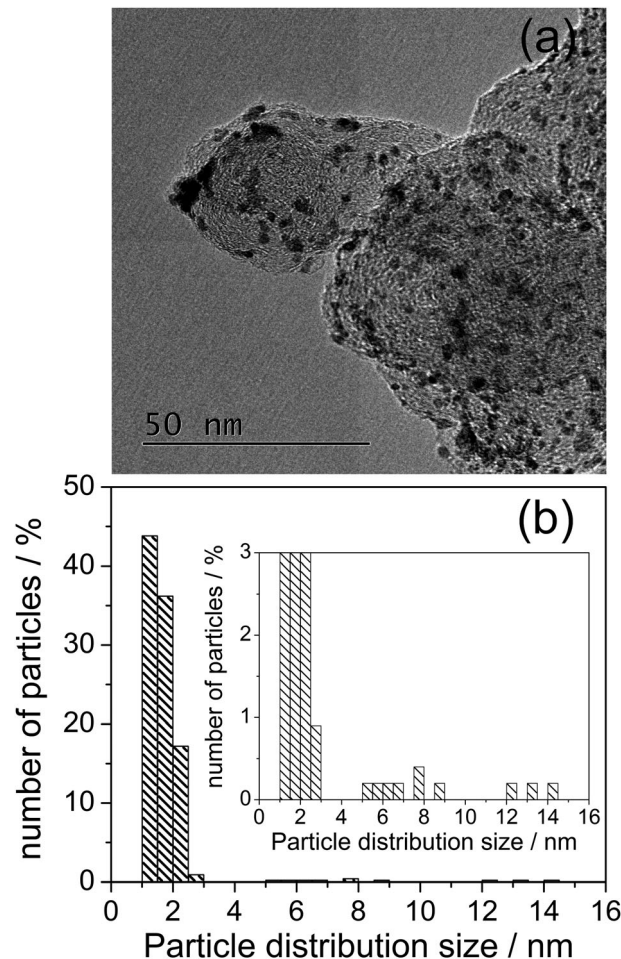 (a)
50 nm
(b)
number of particles / %
50
40
30
20
10
0
0 2 4 6 8 10 12 14 16
Particle distribution size / nm
number of particles / %
3
2
1
0
0 2 4 6 8 10 12 14 16
Particle distribution size / nm